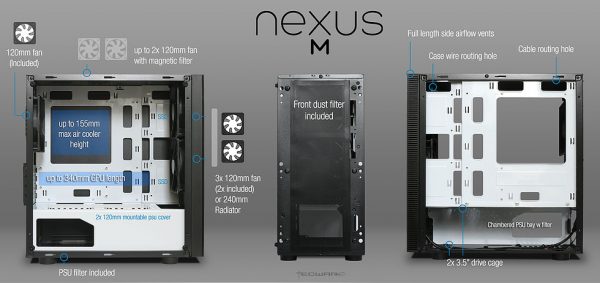 nexus
M
120mm fan
(Included)
up to 2x 120mm fan
with magnetic filter
up to 155mm
max air cooler
height
SSD
SSD
up to 340mm GPU length
2x 120mm mountable psu cover
PSU filter included
3x 120mm fan
(2x included)
or 240mm
Radiator
Front dust filter
included
TECWARE
Full length side airflow vents
Case wire routing hole
Cable routing hole
Chambered PSU bay w filter
2x 3.5" drive cage